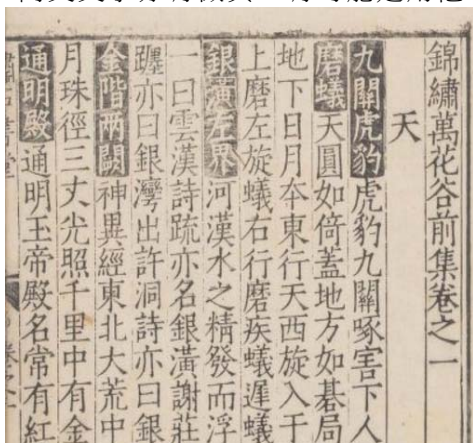 錦繡萬花谷前集卷之一
天
九關虎豹虎豹九關啄害下人
磨蟻天圓如倚蓋地方如棊局
地下日月夲東行天西旋入于
上磨左旋蟻右行磨疾蟻遲蟻
銀潢左界河漢水之精發而浮
一曰雲漢詩疏亦名銀潢謝莊
躔亦曰銀灣出許洞詩亦曰銀
金階兩闕神異經東北大荒中
月珠徑三丈光照千里中有金
通明殿通明玉帝殿名常有紅